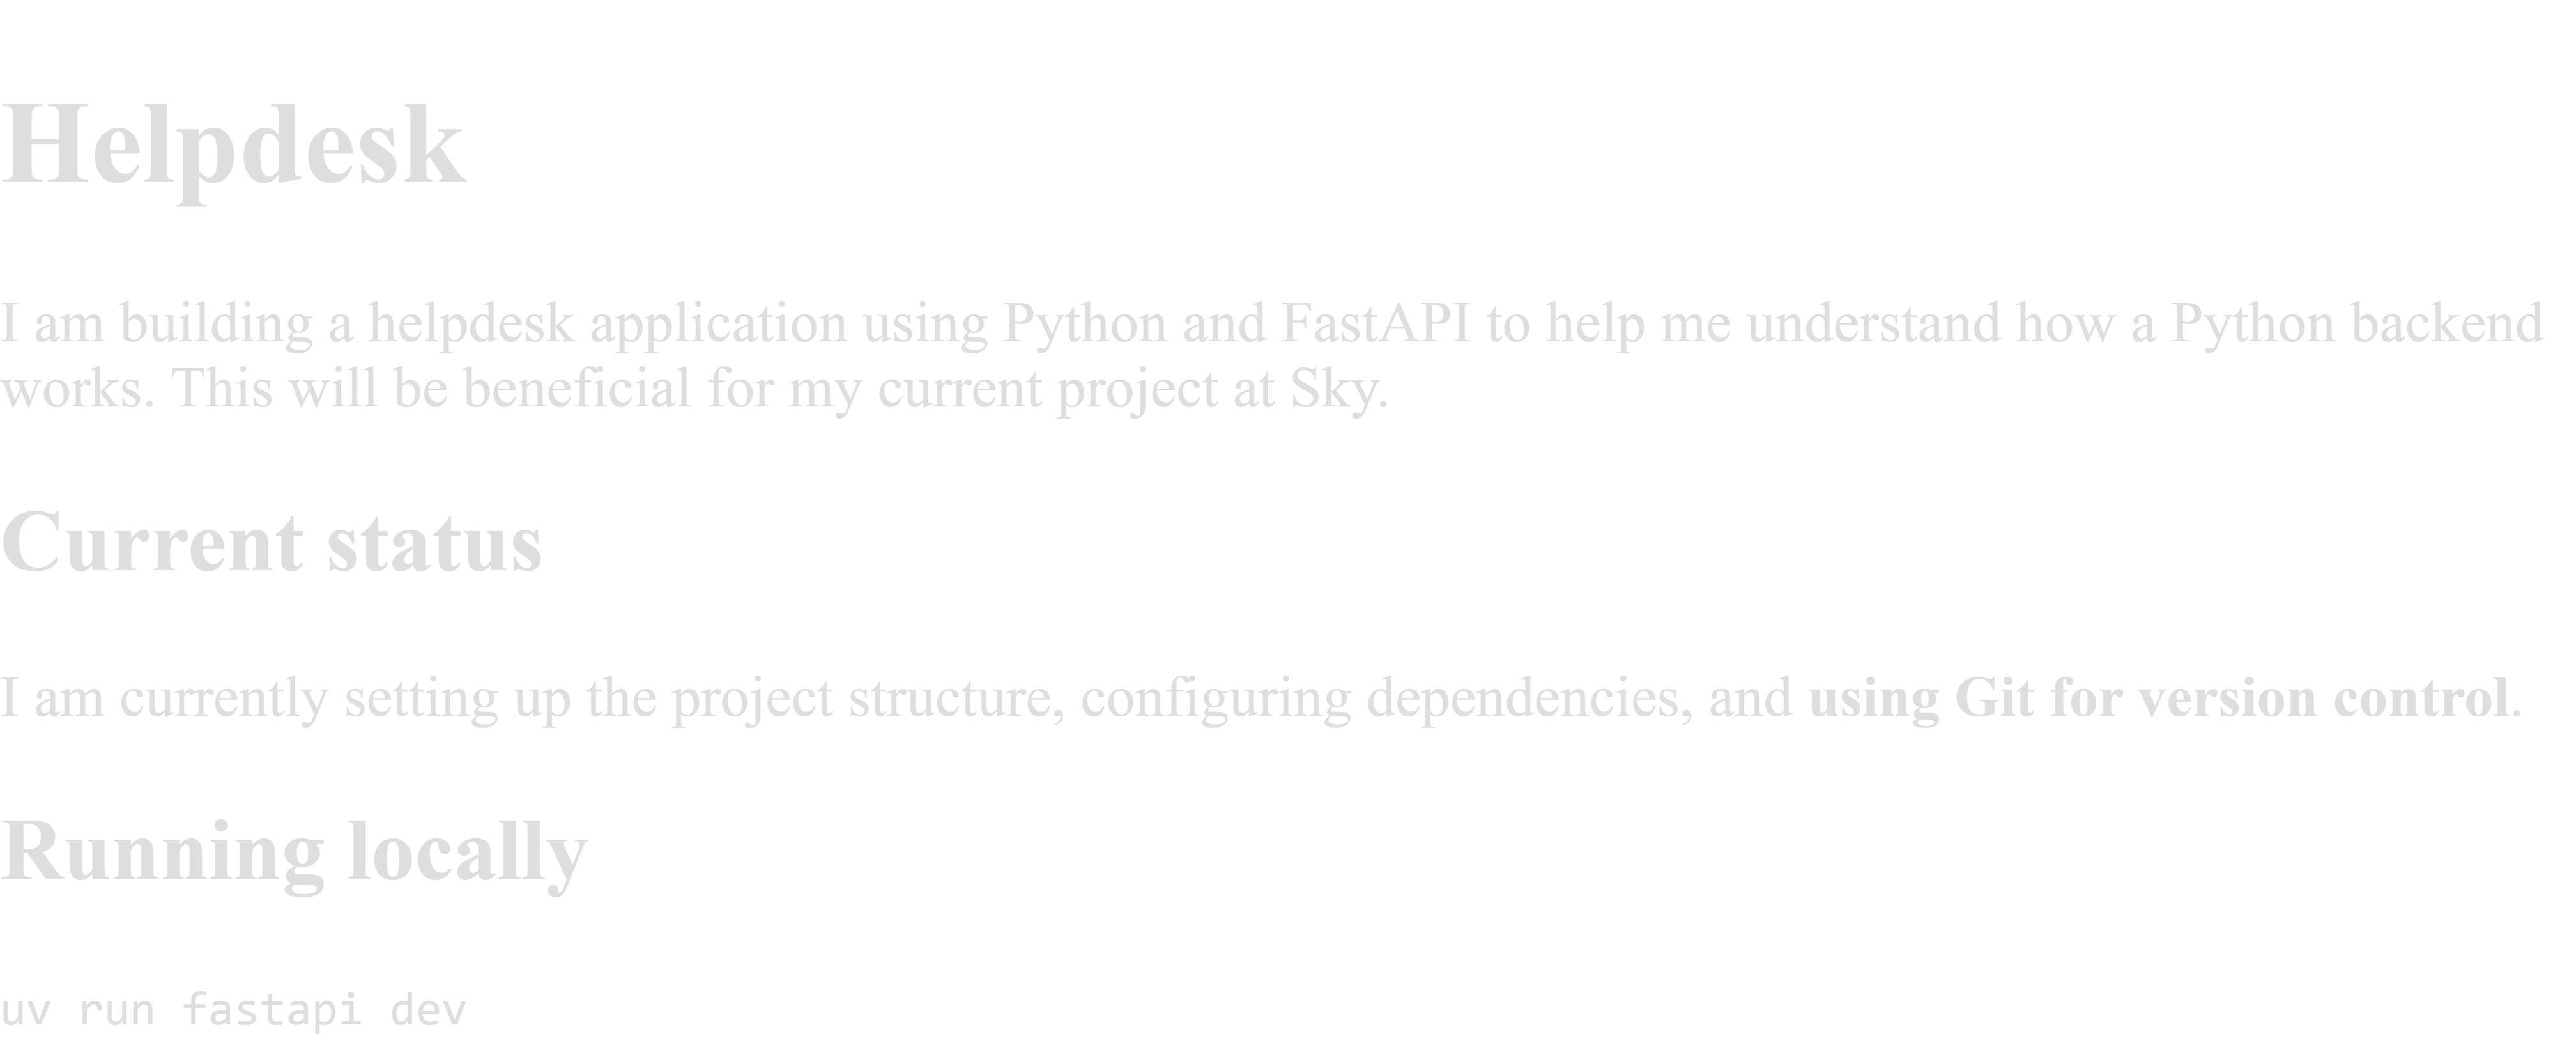 Helpdesk
I am building a helpdesk application using Python and FastAPI to help me understand how a Python backend
works. This will be beneficial for my current project at Sky.
Current status
I am currently setting up the project structure, configuring dependencies, and using Git for version control.
Running locally
uv run fastapi dev